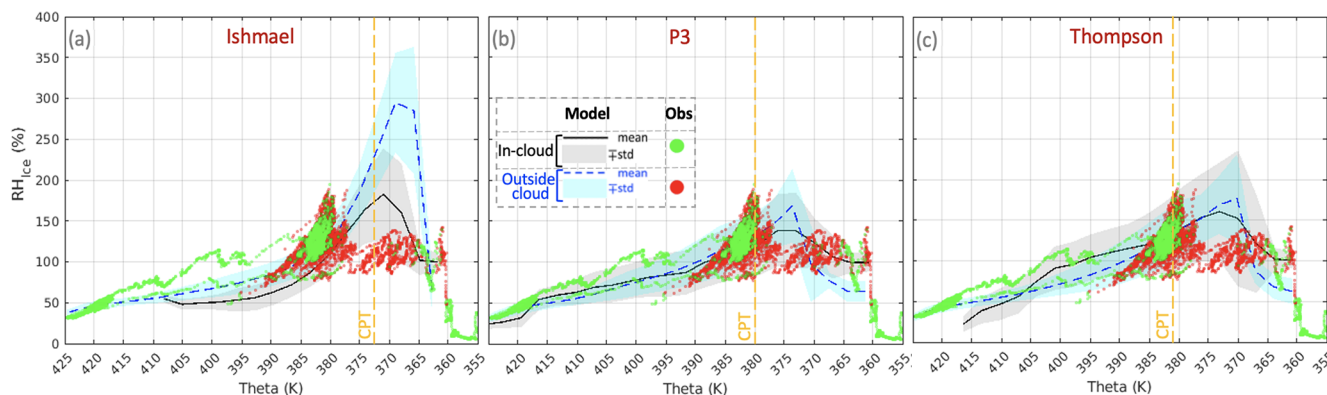 (a)
Ishmael
(b)
P3
(c)
Thompson
RH_Ice (%)
400
350
300
250
200
150
100
50
0
Model
Obs
In-cloud
mean
∓std
Outside cloud
mean
∓std
CPT
CPT
CPT
425 420 415 410 405 400 395 390 385 380 375 370 365 360 355
420 415 410 405 400 395 390 385 380 375 370 365 360 355
420 415 410 405 400 395 390 385 380 375 370 365 360 355
Theta (K)
Theta (K)
Theta (K)